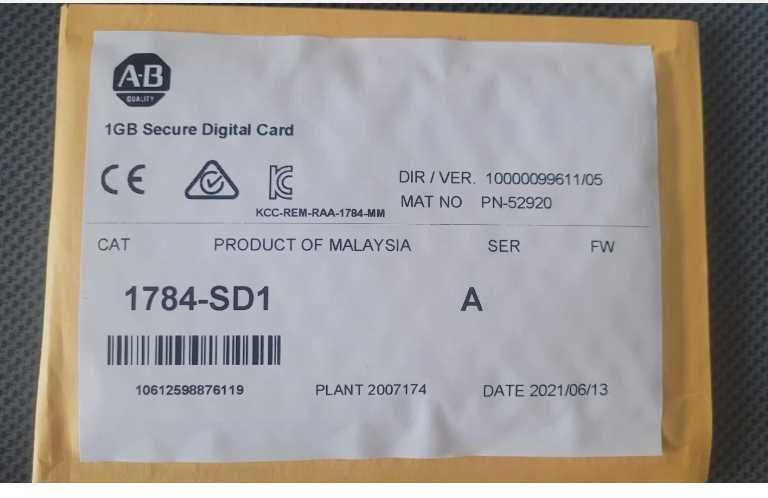 A-B
QUALITY
1GB Secure Digital Card
CE
KC
KCC-REM-RAA-1784-MM
DIR / VER. 10000099611/05
MAT NO PN-52920
CAT PRODUCT OF MALAYSIA SER FW
1784-SD1 A
10612598876119 PLANT 2007174 DATE 2021/06/13